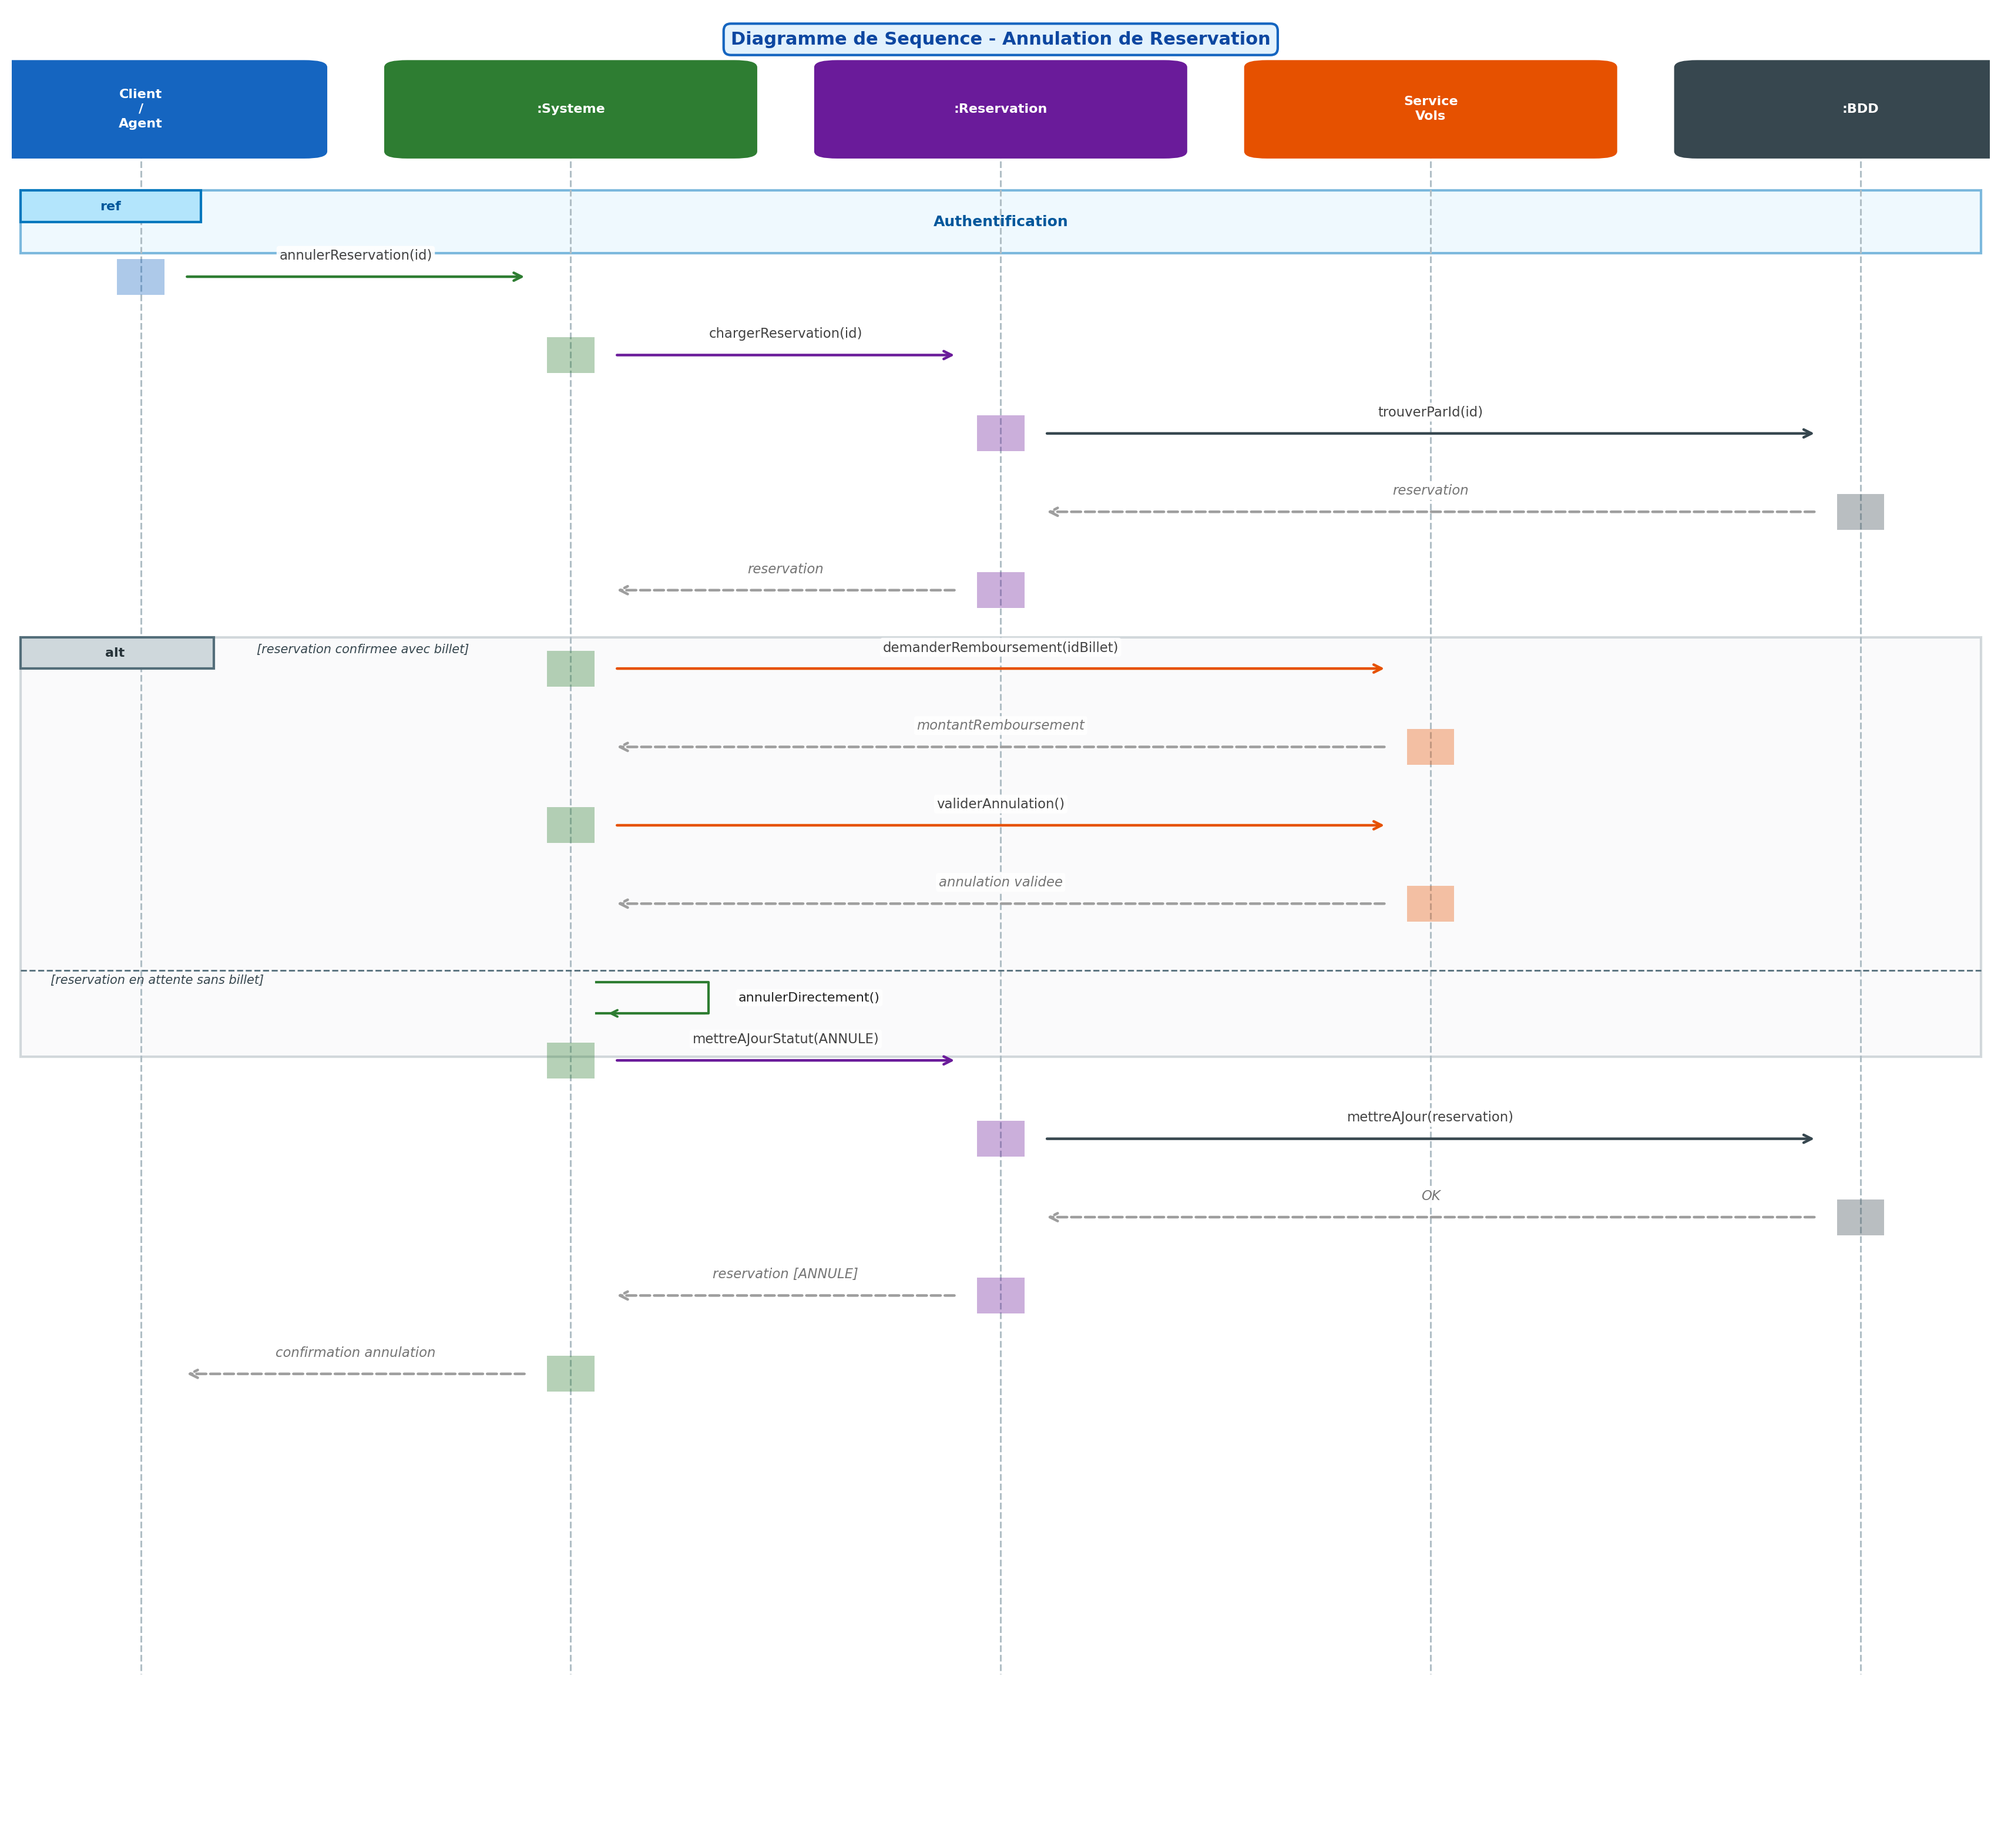 Diagramme de Sequence - Annulation de Reservation
Client
/
Agent
:Systeme
:Reservation
Service
Vols
:BDD
ref
Authentification
annulerReservation(id)
chargerReservation(id)
trouverParId(id)
reservation
reservation
alt
[reservation confirmee avec billet]
demanderRemboursement(idBillet)
montantRemboursement
validerAnnulation()
annulation validee
[reservation en attente sans billet]
annulerDirectement()
mettreAJourStatut(ANNULE)
mettreAJour(reservation)
OK
reservation [ANNULE]
confirmation annulation